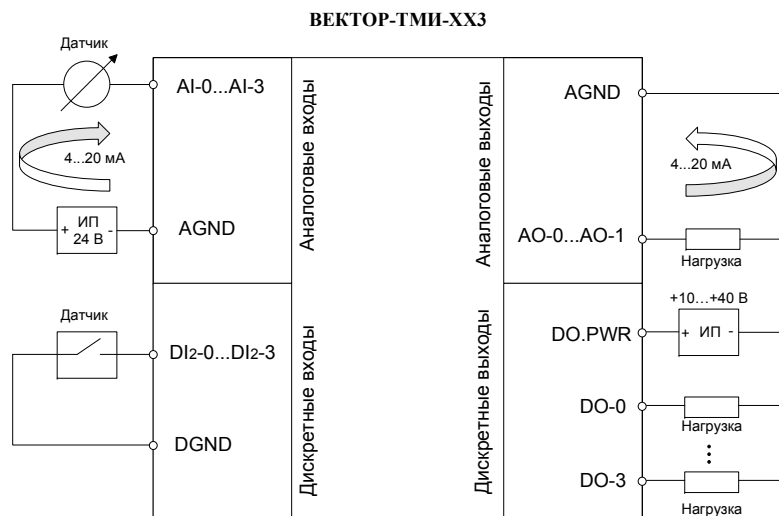 ВЕКТОР-ТМИ-ХХ3
Датчик
AI-0...AI-3
4...20 мА
+ ИП -
24 В
AGND
Аналоговые входы
Датчик
DI2-0...DI2-3
DGND
Дискретные входы
Аналоговые выходы
AGND
4...20 мА
AO-0...AO-1
Нагрузка
Дискретные выходы
+10...+40 В
DO.PWR
+ ИП -
DO-0
Нагрузка
DO-3
Нагрузка